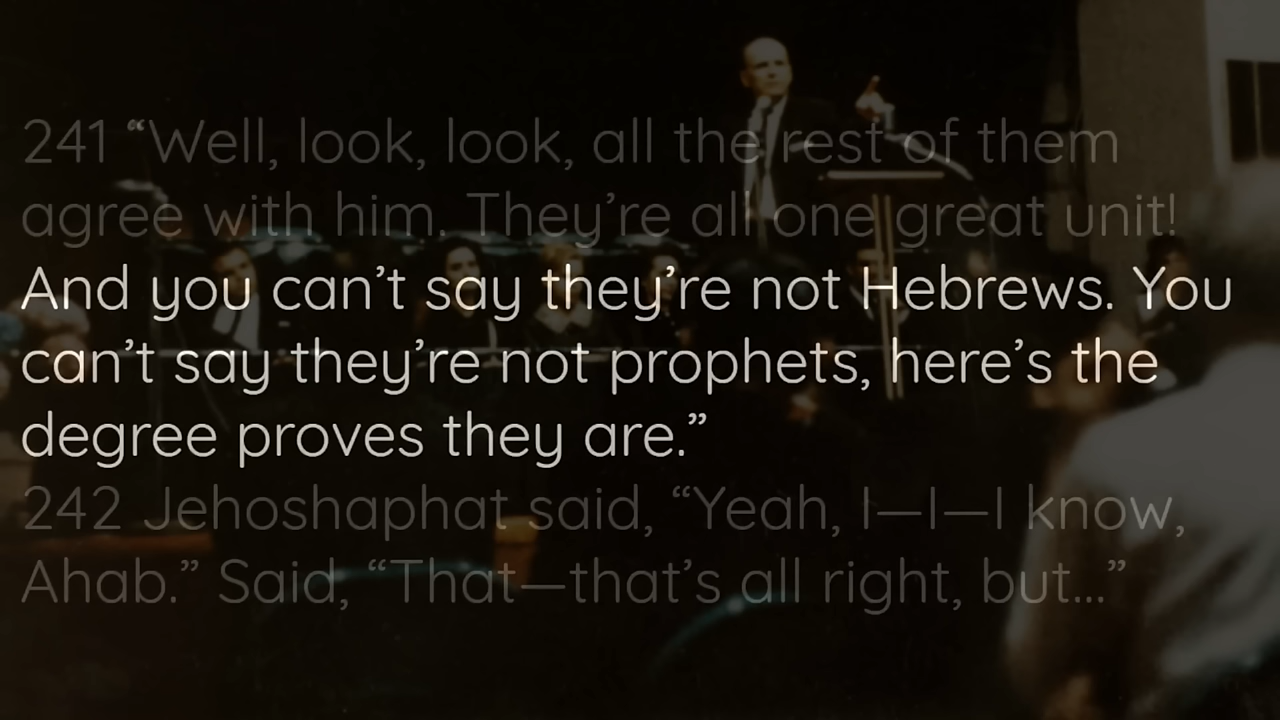 241 “Well, look, look, all the rest of them
agree with him. They’re all one great unit!
And you can’t say they’re not Hebrews. You
can’t say they’re not prophets, here’s the
degree proves they are.”
242 Jehoshaphat said, “Yeah, I—I—I know,
Ahab.” Said, “That—that’s all right, but...”